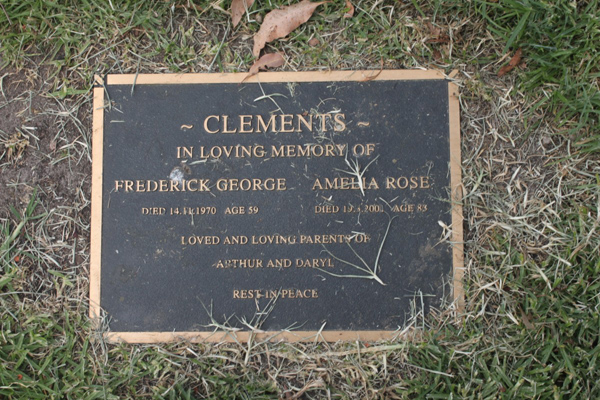 ~ CLEMENTS ~
IN LOVING MEMORY OF
FREDERICK GEORGE AMELIA ROSE
DIED 14.11.1970 AGE 59 DIED AGE 83
LOVED AND LOVING PARENTS OF
ARTHUR AND DARYL
REST IN PEACE